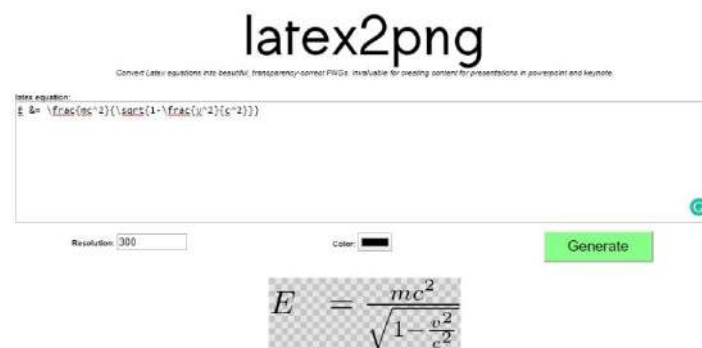 latex2png
Convert Latex equations into beautiful, transparency-correct PNGs. Invaluable for creating content for presentations in powerpoint and keynote.
latex equation:
E &= \frac{mc^2}{\sqrt{1-\frac{v^2}{c^2}}}
Resolution: 300
Color:
Generate
E = mc² / √(1 − v²/c²)